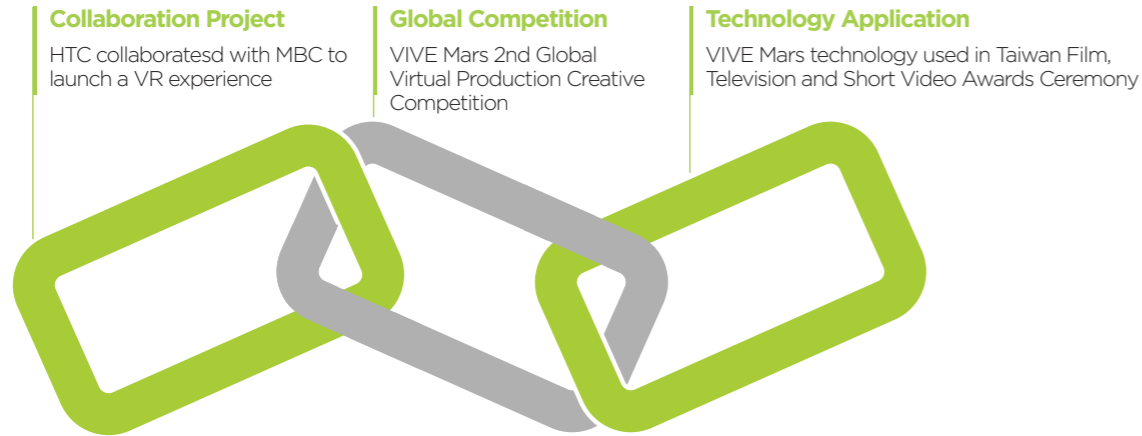 Collaboration Project
HTC collaboratesd with MBC to
launch a VR experience
Global Competition
VIVE Mars 2nd Global
Virtual Production Creative
Competition
Technology Application
VIVE Mars technology used in Taiwan Film,
Television and Short Video Awards Ceremony